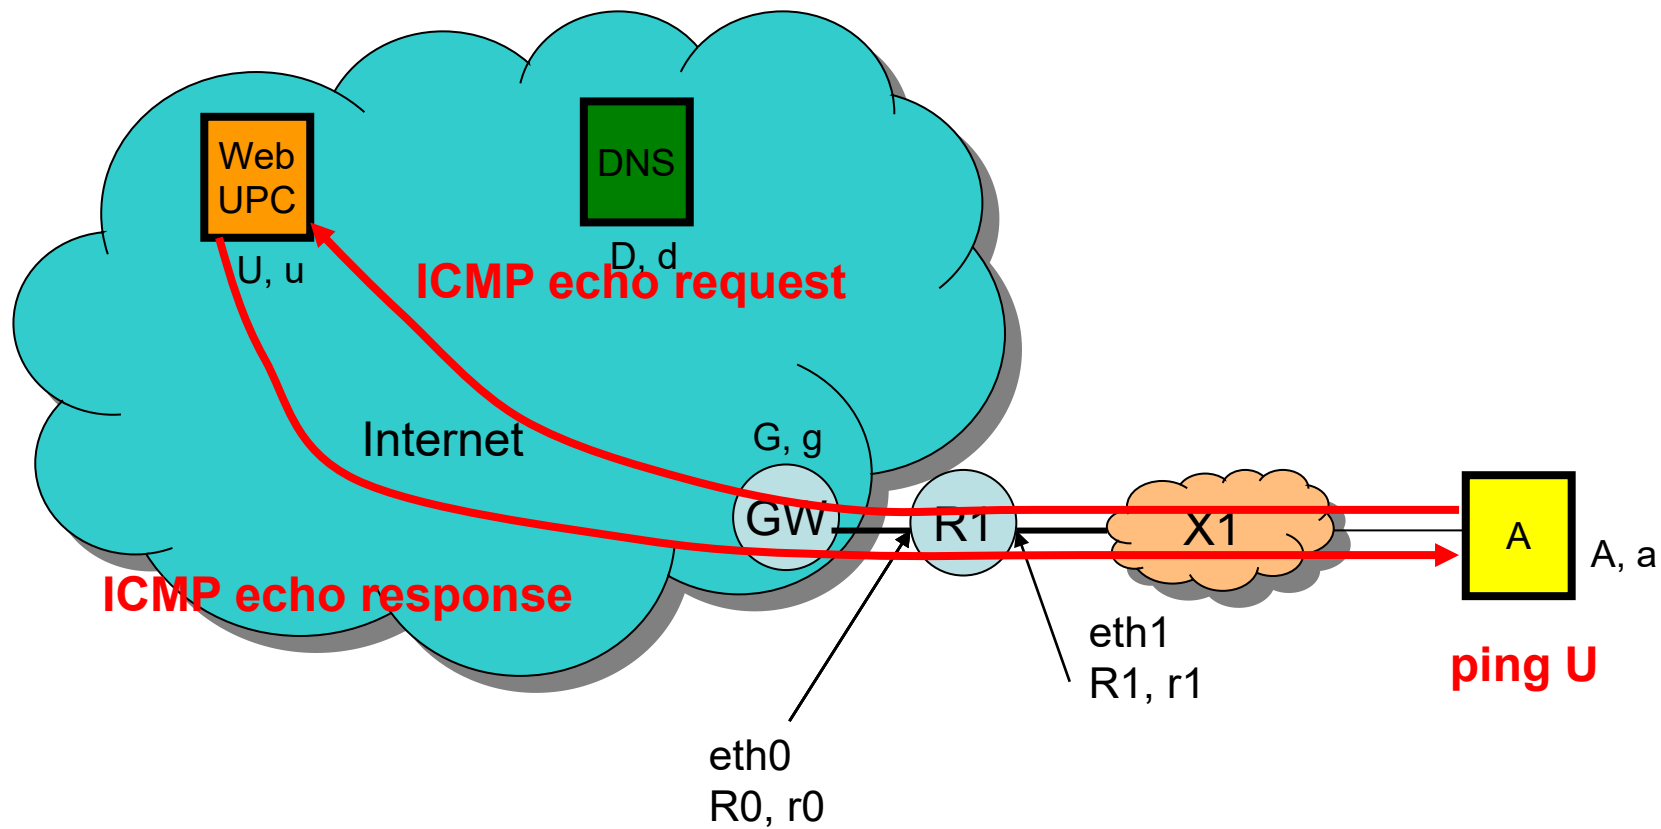 Web
UPC
DNS
U, u
D, d
ICMP echo request
Internet
G, g
GW
R1
X1
A
A, a
ICMP echo response
eth1
R1, r1
ping U
eth0
R0, r0